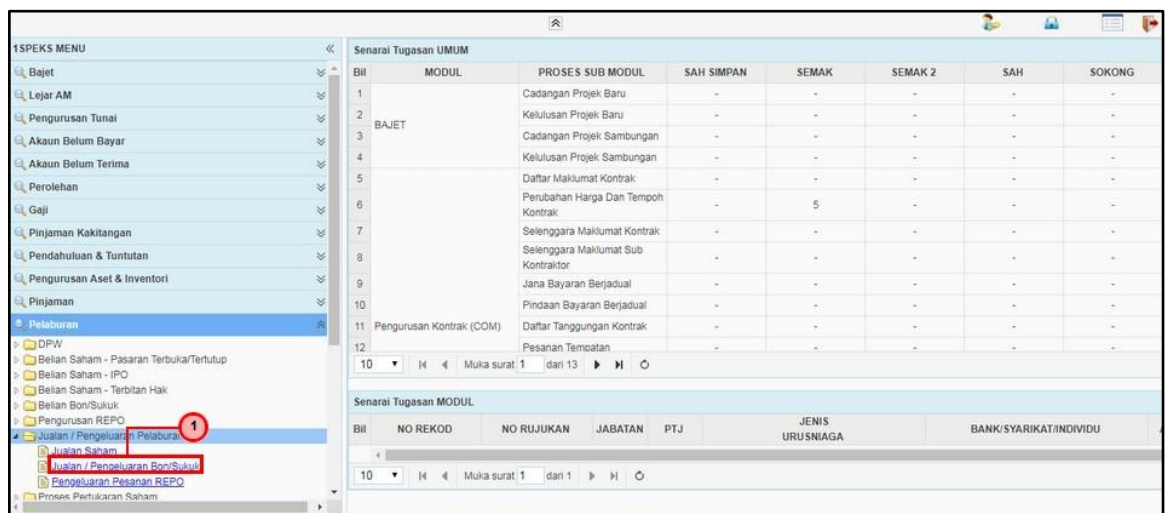 1SPEKS MENU
Bajet
Lejar AM
Pengurusan Tunai
Akaun Belum Bayar
Akaun Belum Terima
Perolehan
Gaji
Pinjaman Kakitangan
Pendahuluan & Tuntutan
Pengurusan Aset & Inventori
Pinjaman
Pelaburan
DPW
Belian Saham - Pasaran Terbuka/Tertutup
Belian Saham - IPO
Belian Saham - Terbitan Hak
Belian Bon/Sukuk
Pengurusan REPO
1
Jualan / Pengeluaran Pelaburan
Jualan Saham
Jualan / Pengeluaran Bon/Sukuk
Pengeluaran Pesanan REPO
Proses Pertukaran Saham
Senarai Tugasan UMUM
Bil MODUL PROSES SUB MODUL SAH SIMPAN SEMAK SEMAK 2 SAH SOKONG
1 Cadangan Projek Baru - - - - -
2 Kelulusan Projek Baru - - - - -
BAJET
3 Cadangan Projek Sambungan - - - - -
4 Kelulusan Projek Sambungan - - - - -
5 Daftar Maklumat Kontrak - - - - -
6 Perubahan Harga Dan Tempoh - 5 - - -
Kontrak
7 Selenggara Maklumat Kontrak - - - - -
8 Selenggara Maklumat Sub - - - - -
Kontraktor
9 Jana Bayaran Berjadual - - - - -
10 Pindaan Bayaran Berjadual - - - - -
11 Pengurusan Kontrak (COM) Daftar Tanggungan Kontrak - - - - -
12 Pesanan Tempatan - - - - -
10 Muka surat 1 dari 13
Senarai Tugasan MODUL
Bil NO REKOD NO RUJUKAN JABATAN PTJ JENIS
URUSNIAGA BANK/SYARIKAT/INDIVIDU
10 Muka surat 1 dari 1